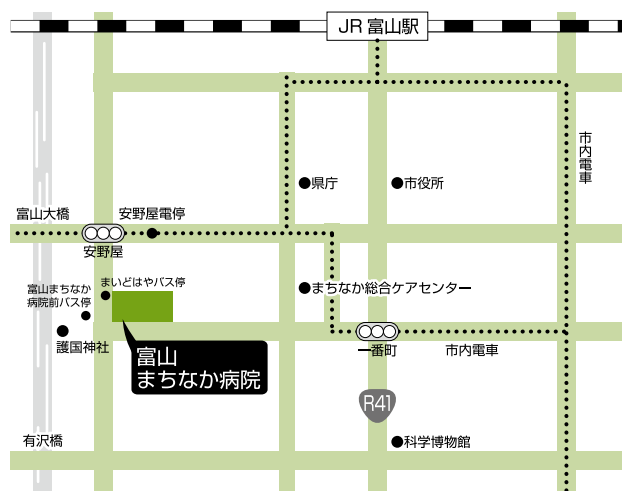 JR 富山駅
市内電車
県庁
市役所
富山大橋
安野屋電停
安野屋
まいどはやバス停
富山まちなか
病院前バス停
まちなか総合ケアセンター
護国神社
富山
まちなか病院
一番町
市内電車
R41
有沢橋
科学博物館